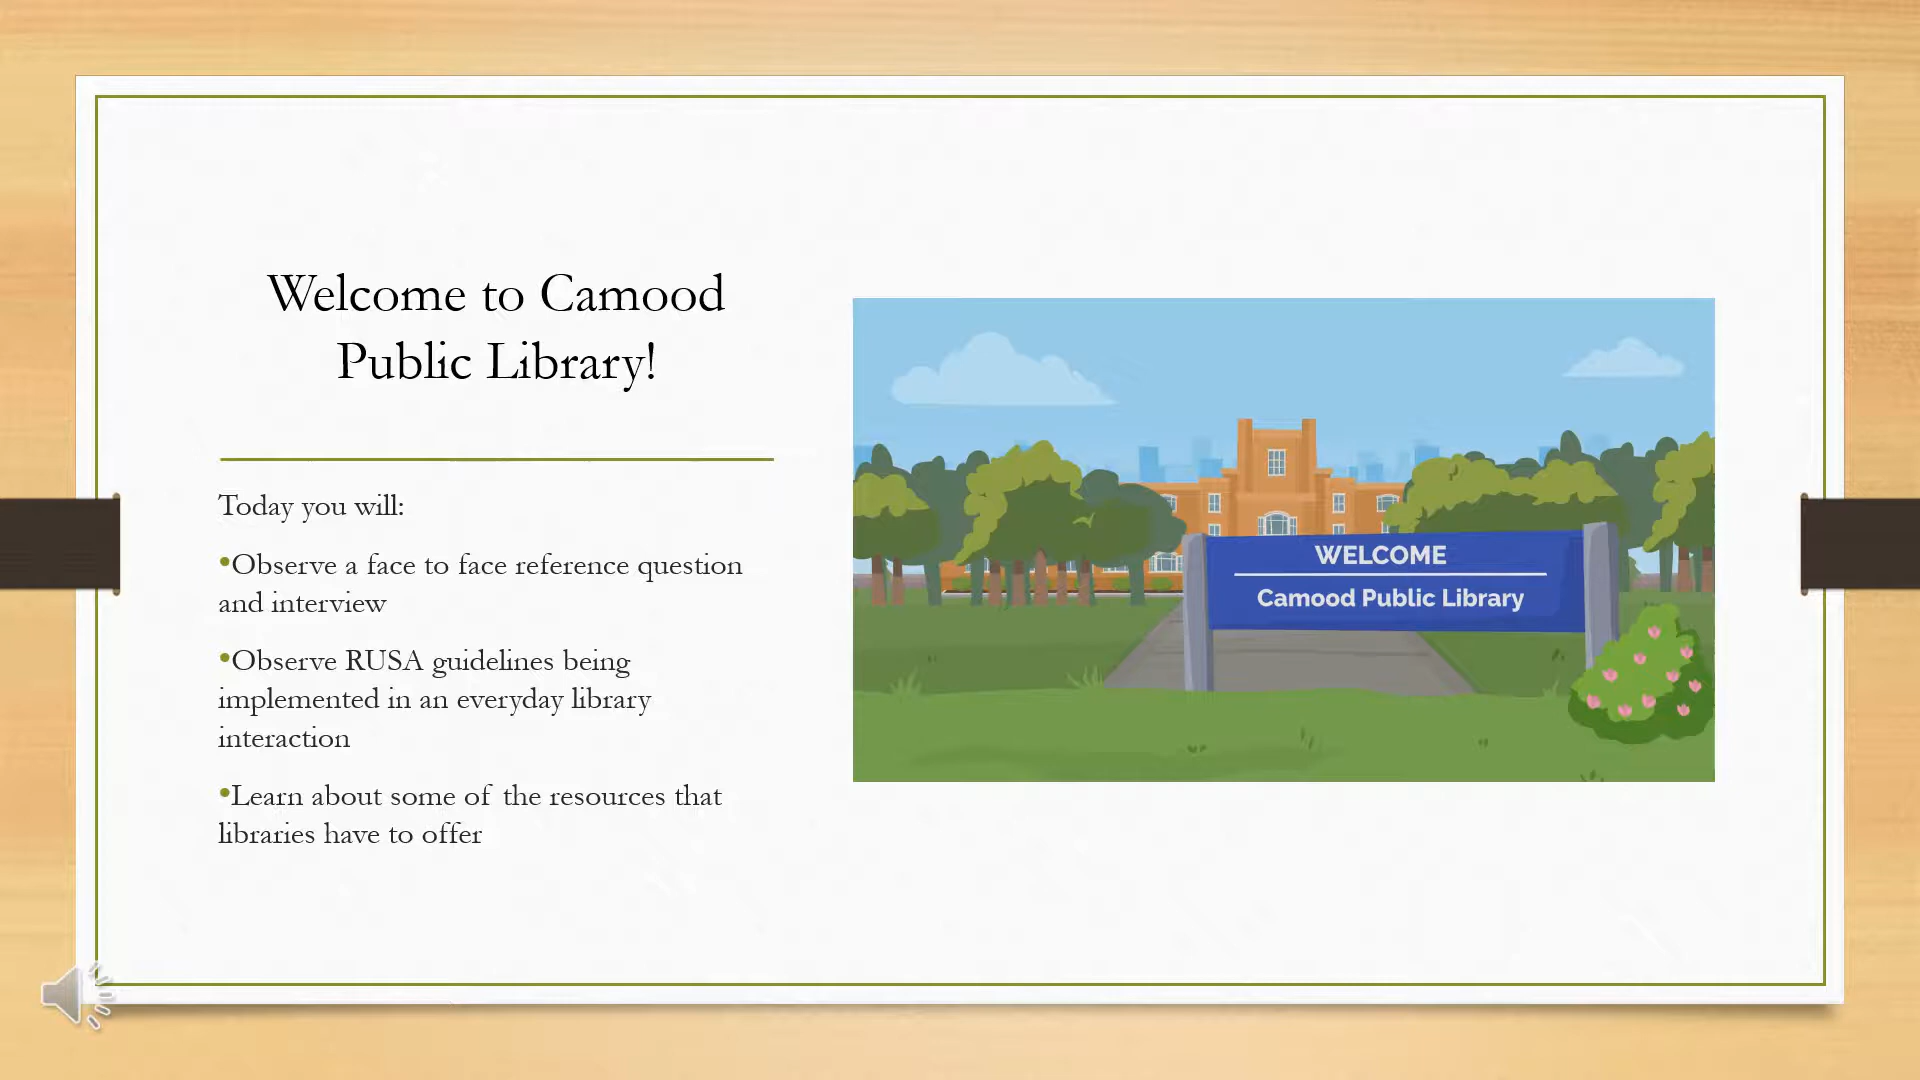 Welcome to Camood
Public Library!
Today you will:
•Observe a face to face reference question
and interview
•Observe RUSA guidelines being
implemented in an everyday library
interaction
•Learn about some of the resources that
libraries have to offer
WELCOME
Camood Public Library